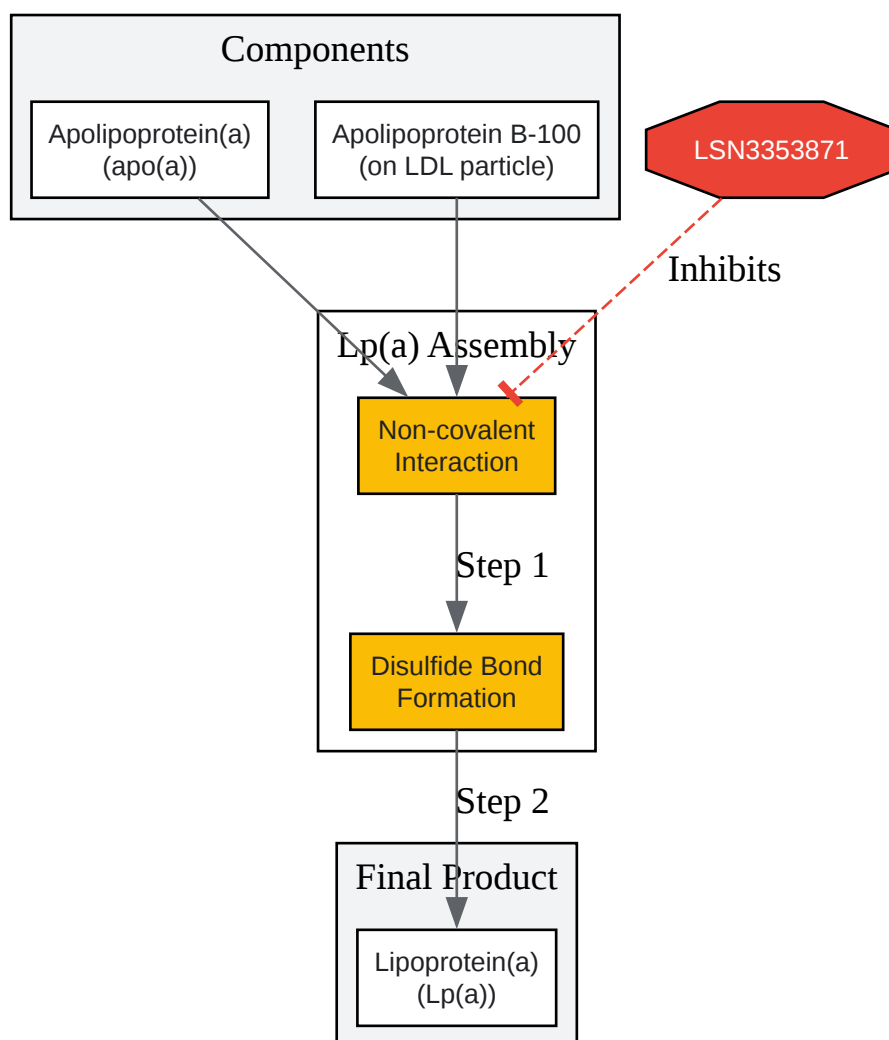 Components
Apolipoprotein(a)
(apo(a))
Apolipoprotein B-100
(on LDL particle)
LSN3353871
Inhibits
Lp(a) Assembly
Non-covalent
Interaction
Step 1
Disulfide Bond
Formation
Step 2
Final Product
Lipoprotein(a)
(Lp(a))